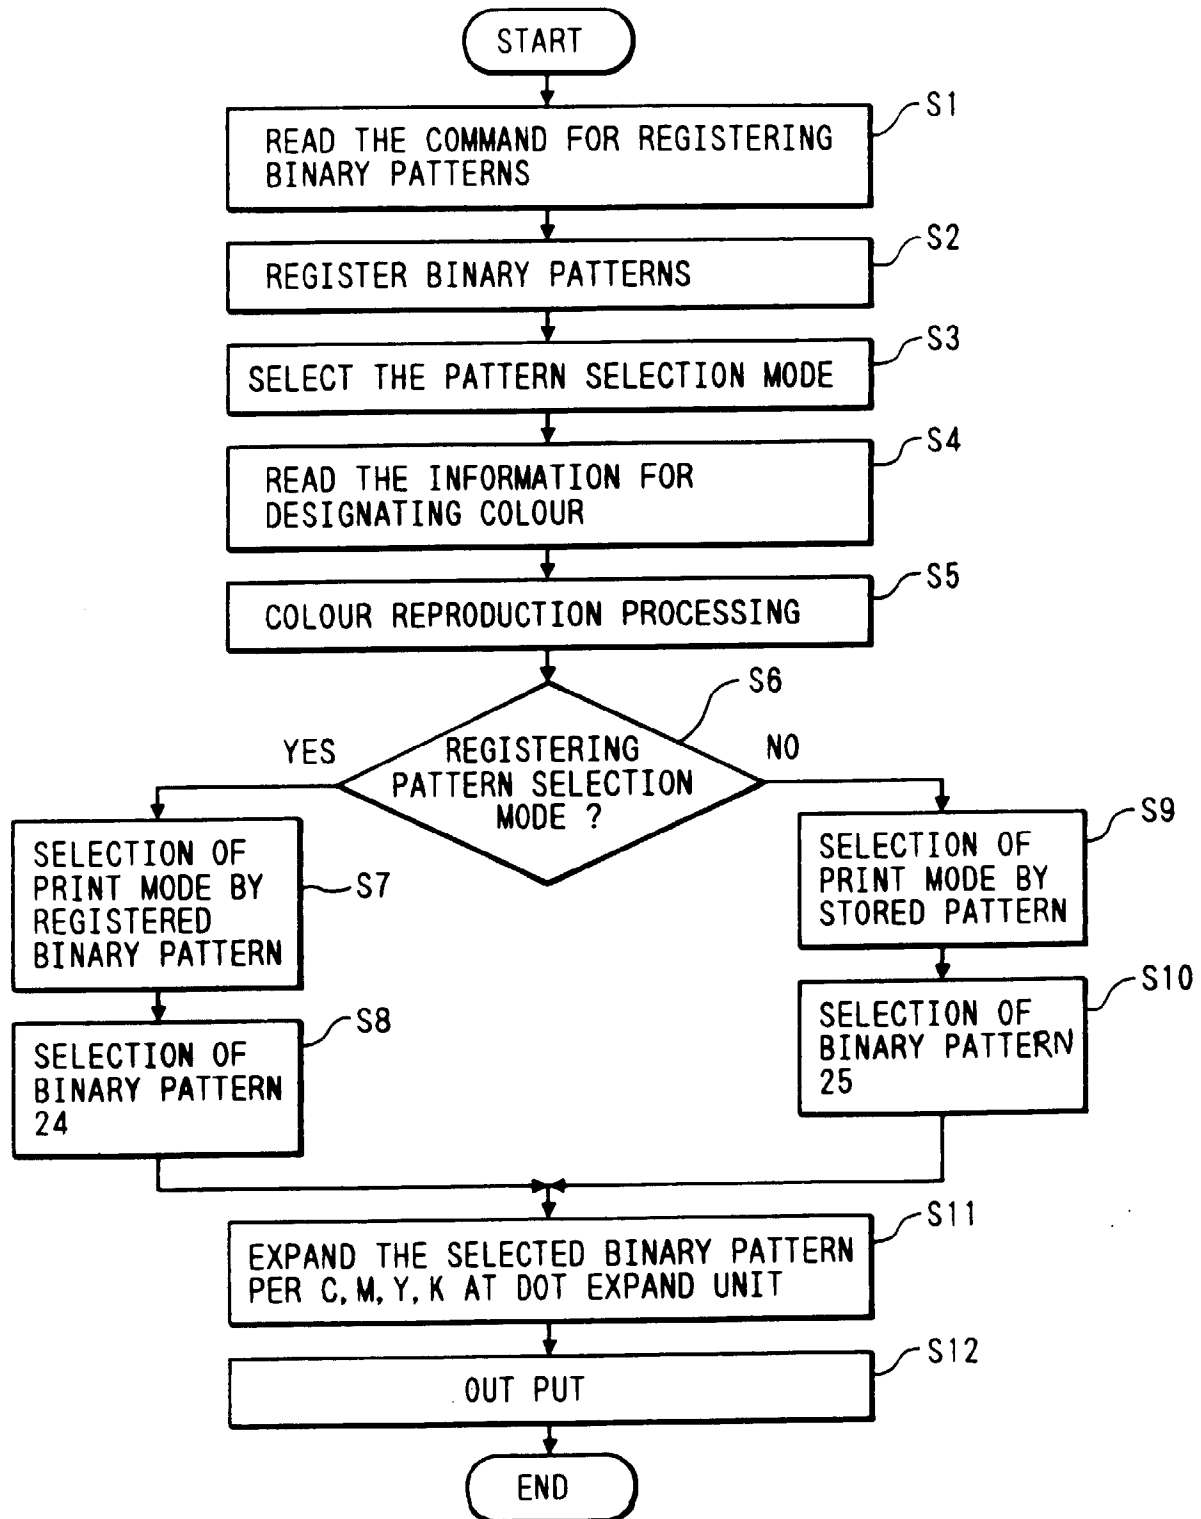 START
S1
READ THE COMMAND FOR REGISTERING
BINARY PATTERNS
S2
REGISTER BINARY PATTERNS
S3
SELECT THE PATTERN SELECTION MODE
S4
READ THE INFORMATION FOR
DESIGNATING COLOUR
S5
COLOUR REPRODUCTION PROCESSING
S6
YES
REGISTERING
PATTERN SELECTION
MODE ?
NO
SELECTION OF
PRINT MODE BY
REGISTERED
BINARY PATTERN
S7
S9
SELECTION OF
PRINT MODE BY
STORED PATTERN
S8
SELECTION OF
BINARY PATTERN
24
S10
SELECTION OF
BINARY PATTERN
25
S11
EXPAND THE SELECTED BINARY PATTERN
PER C, M, Y, K AT DOT EXPAND UNIT
S12
OUT PUT
END